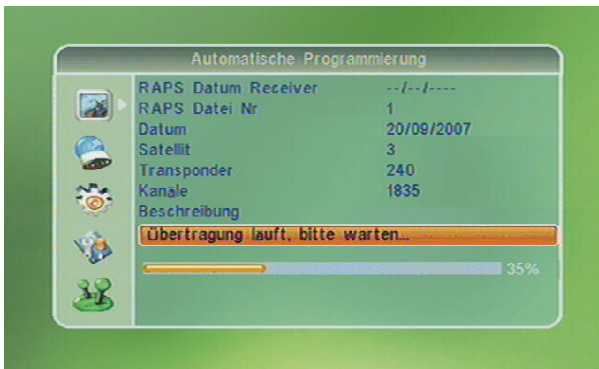 Automatische Programmierung
RAPS Datum Receiver --/--/----
RAPS Datei Nr 1
Datum 20/09/2007
Satellit 3
Transponder 240
Kanäle 1835
Beschreibung
Übertragung lauft, bitte warten...
35%